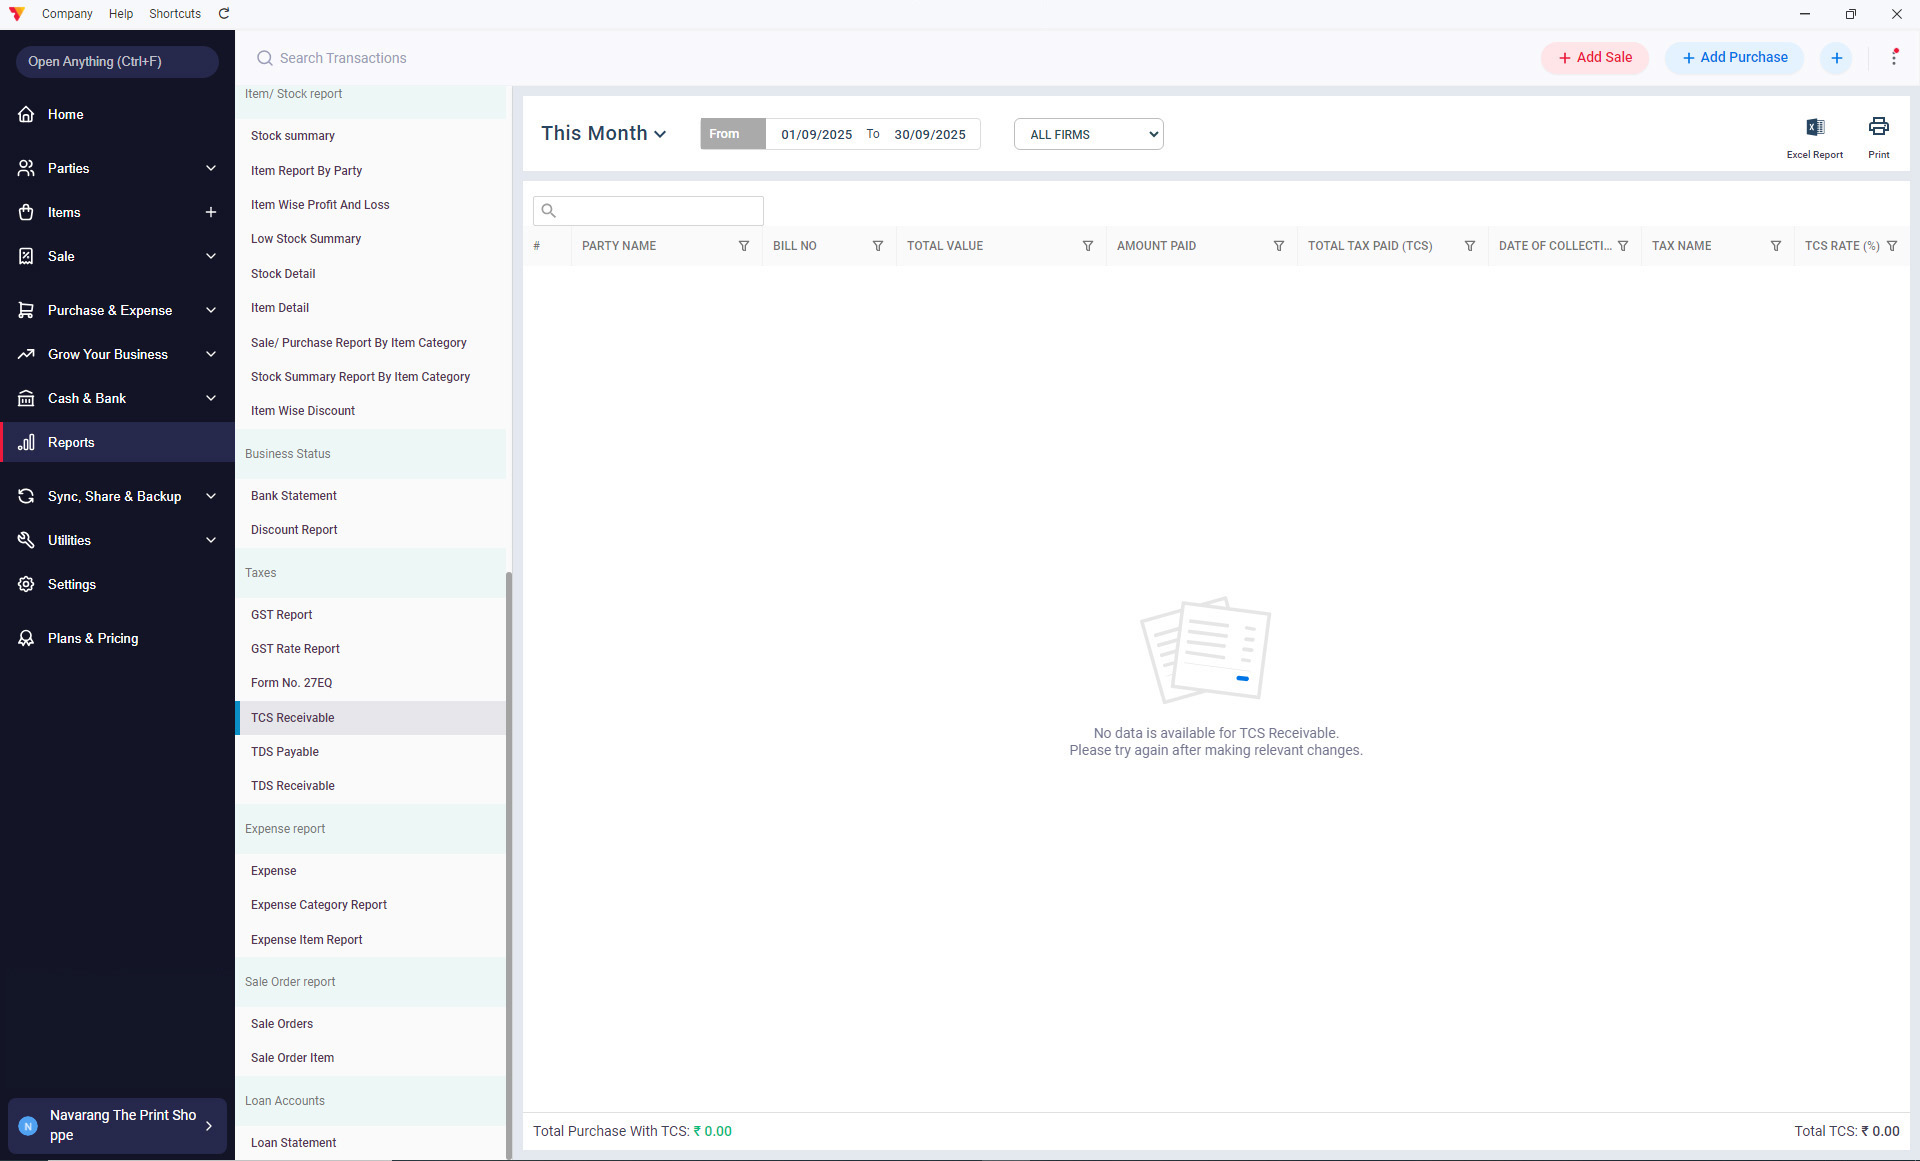 Company Help Shortcuts
Open Anything (Ctrl+F)
Home
Parties
Items
Sale
Purchase & Expense
Grow Your Business
Cash & Bank
Reports
Sync, Share & Backup
Utilities
Settings
Plans & Pricing
N
Navarang The Print Sho
ppe
Search Transactions
Add Sale
Add Purchase
Item/ Stock report
Stock summary
Item Report By Party
Item Wise Profit And Loss
Low Stock Summary
Stock Detail
Item Detail
Sale/ Purchase Report By Item Category
Stock Summary Report By Item Category
Item Wise Discount
Business Status
Bank Statement
Discount Report
Taxes
GST Report
GST Rate Report
Form No. 27EQ
TCS Receivable
TDS Payable
TDS Receivable
Expense report
Expense
Expense Category Report
Expense Item Report
Sale Order report
Sale Orders
Sale Order Item
Loan Accounts
Loan Statement
This Month From 01/09/2025 To 30/09/2025 ALL FIRMS
Excel Report Print
# PARTY NAME BILL NO TOTAL VALUE AMOUNT PAID TOTAL TAX PAID (TCS) DATE OF COLLECTI... TAX NAME TCS RATE (%)
No data is available for TCS Receivable.
Please try again after making relevant changes.
Total Purchase With TCS: ₹ 0.00 Total TCS: ₹ 0.00